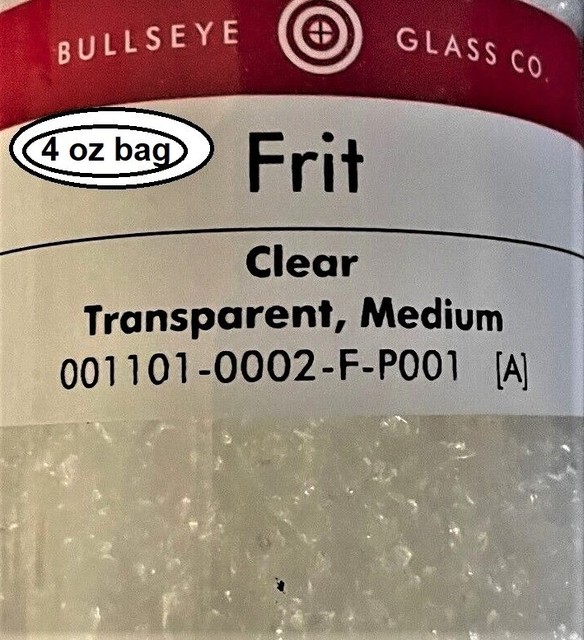 BULLSEYE GLASS CO.
4 oz bag
Frit
Clear
Transparent, Medium
001101-0002-F-P001 [A]